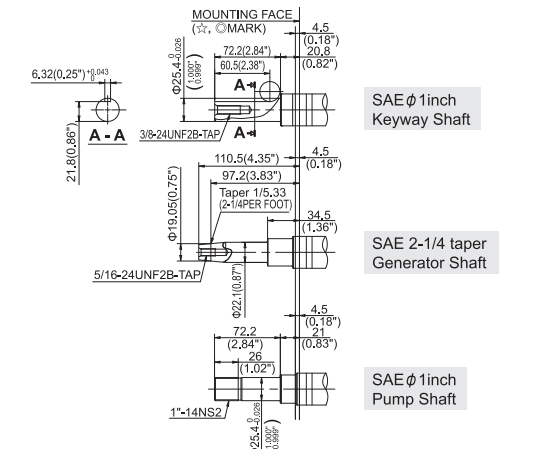 MOUNTING FACE
(☆, ◎MARK)
4.5
(0.18")
72.2(2.84")
20.8
(0.82")
60.5(2.38")
Φ25.4-0.026
(1.000"
0.999")
6.32(0.25")+0.043
0
A
A
A - A
21.8(0.86")
3/8-24UNF2B-TAP
SAEϕ1inch
Keyway Shaft
110.5(4.35")
4.5
(0.18")
97.2(3.83")
Taper 1/5.33
(2-1/4PER FOOT)
Φ19.05(0.75")
34.5
(1.36")
5/16-24UNF2B-TAP
Φ22.1(0.87")
SAE 2-1/4 taper
Generator Shaft
4.5
(0.18")
72.2
(2.84")
21
(0.83")
26
(1.02")
1"-14NS2
Φ25.4-0.026
(1.000"
0.999")
SAEϕ1inch
Pump Shaft